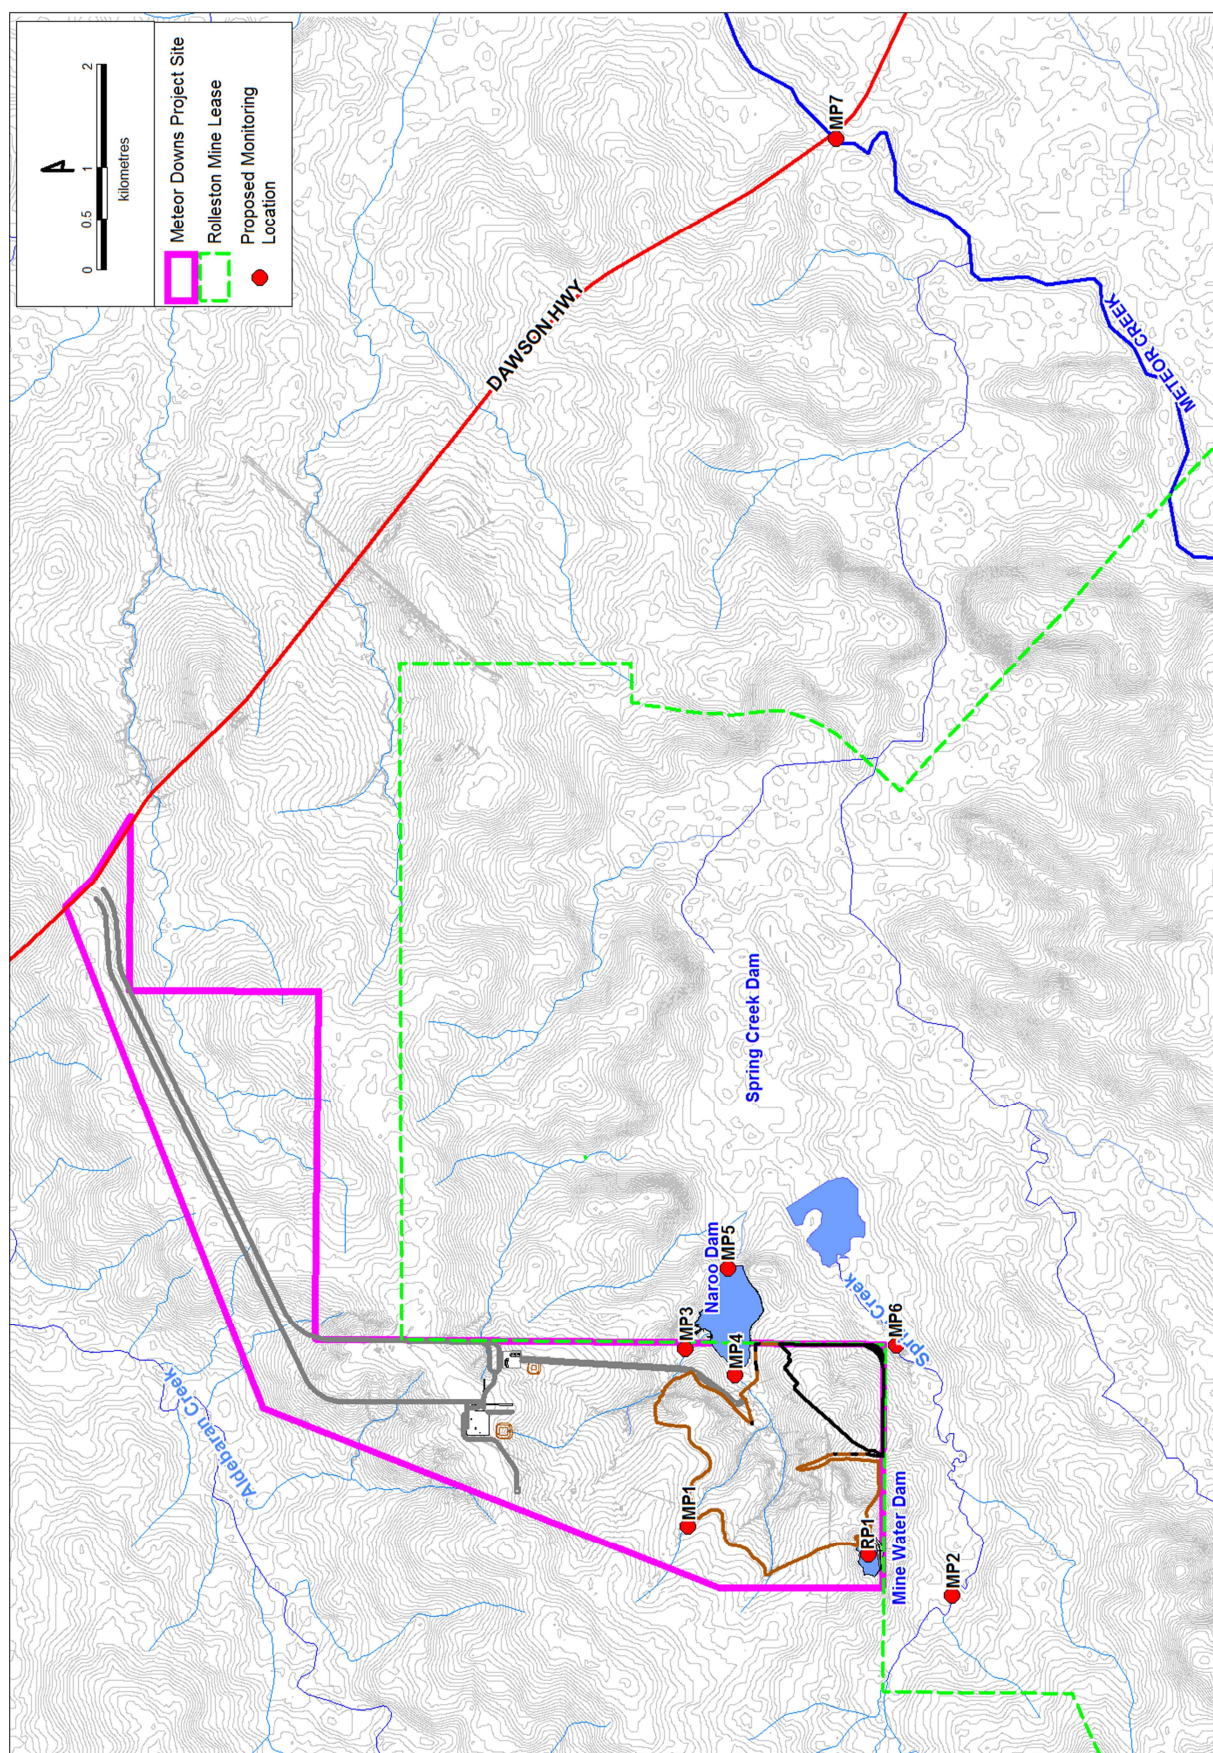 0 0.5 1 2
kilometres
Meteor Downs Project Site
Rolleston Mine Lease
Proposed Monitoring
Location
DAWSON HWY
MP7
METEOR CREEK
Aldebaran Creek
Spring Creek Dam
Naroo Dam
MP5
MP3
MP4
MP1
Spring Creek
MP6
RP1
Mine Water Dam
MP2